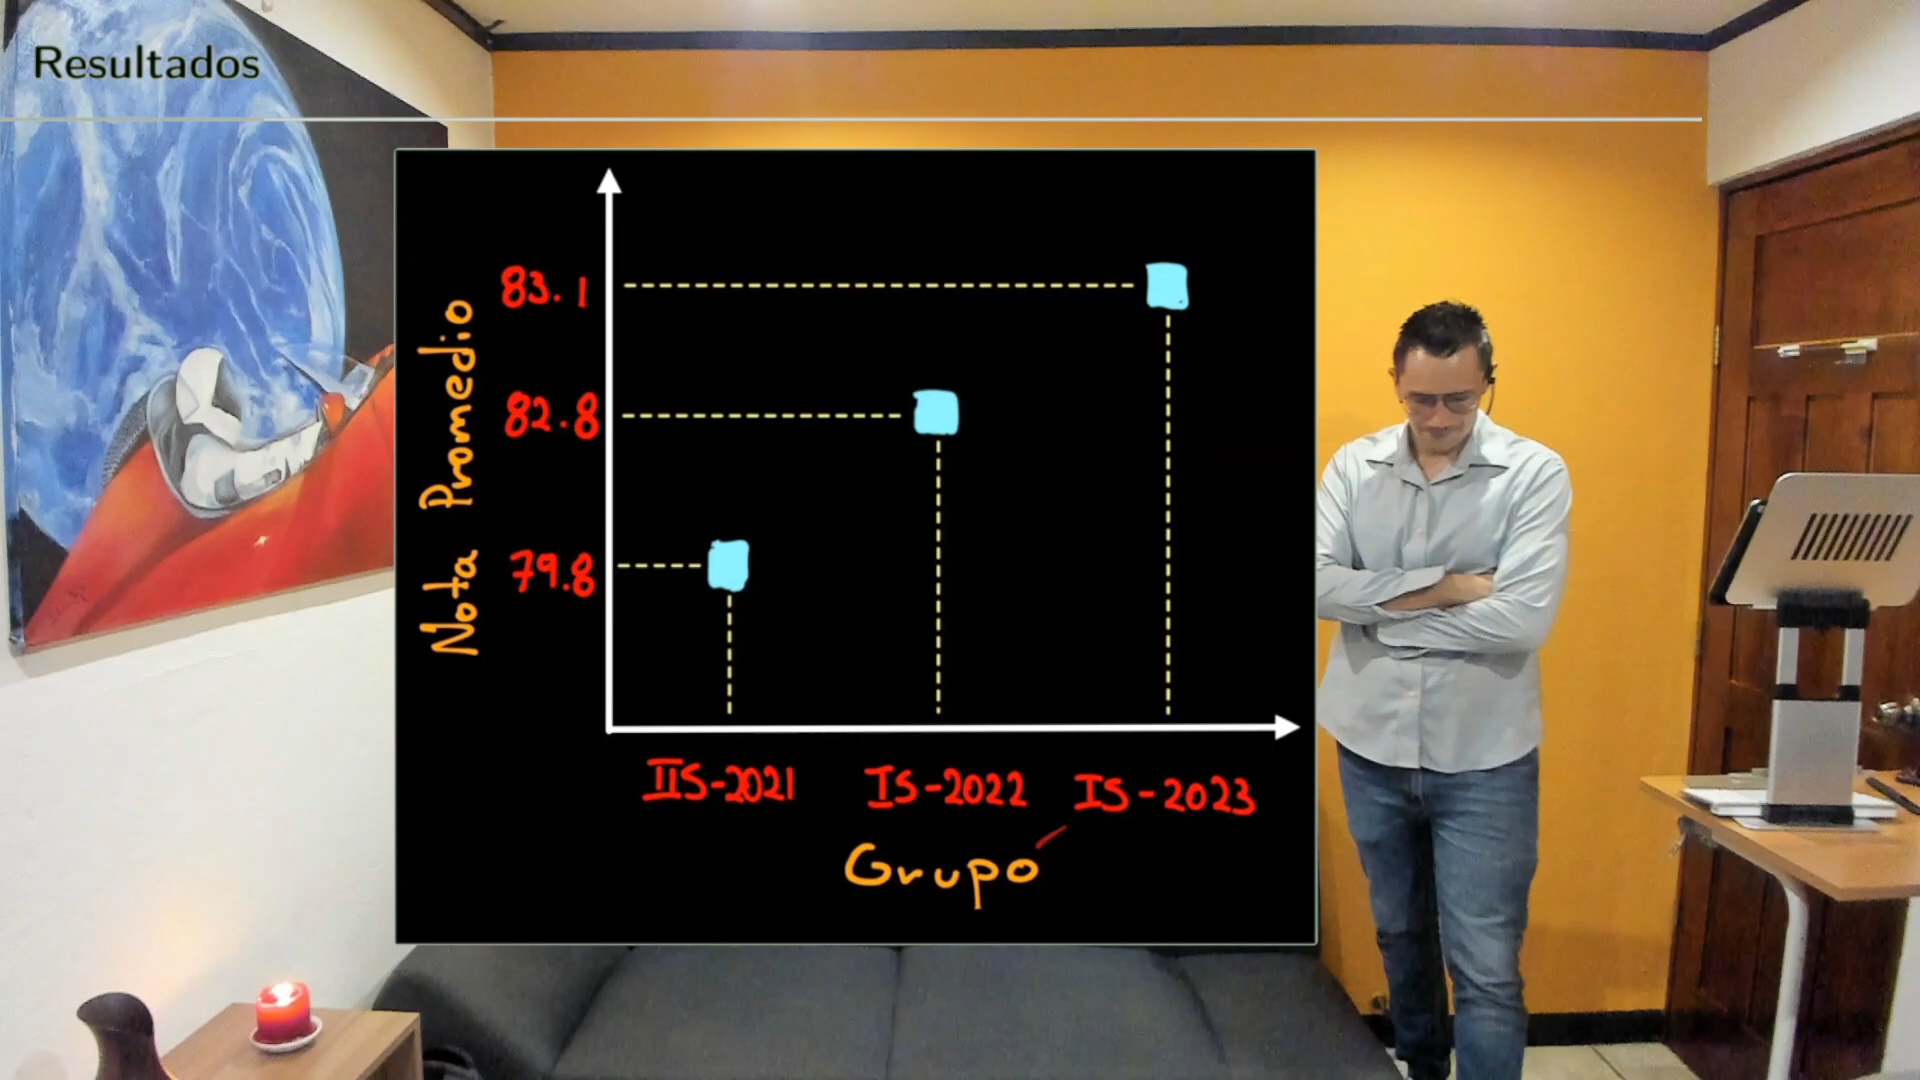 Resultados
Nota Promedio
83.1
82.8
79.8
IIS-2021 IS-2022 IS-2023
Grupo